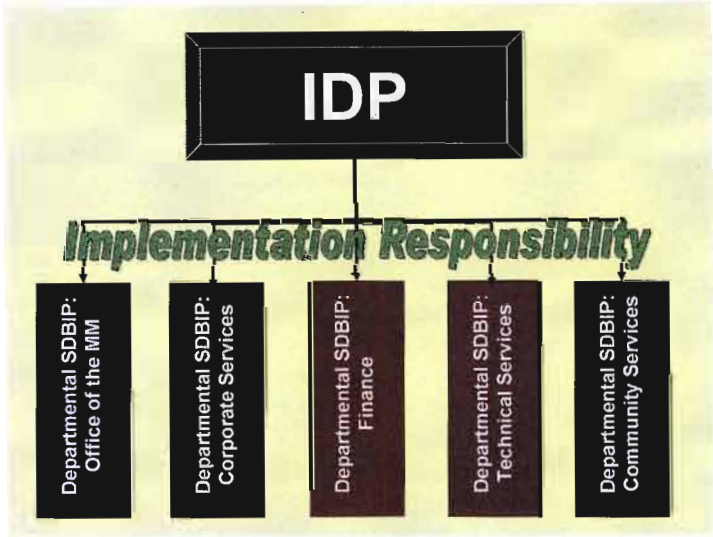 IDP
Implementation Responsibility
Departmental SDBIP:
Office of the MM
Departmental SDBIP:
Corporate Services
Departmental SDBIP:
Finance
Departmental SDBIP:
Technical Services
Departmental SDBIP:
Community Services